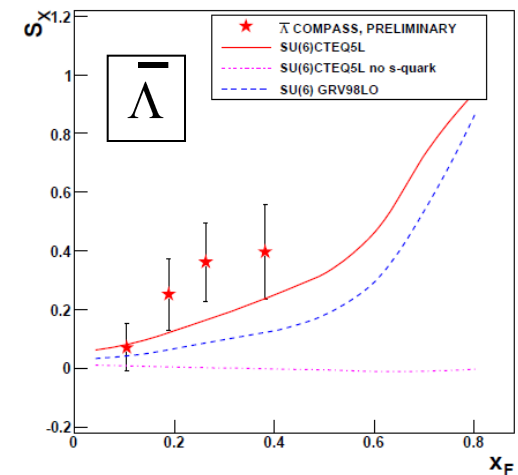 S_X
1.2
Λ̅ COMPASS, PRELIMINARY
SU(6)CTEQ5L
SU(6)CTEQ5L no s-quark
SU(6) GRV98LO
Λ̅
1
0.8
0.6
0.4
0.2
0
-0.2
0 0.2 0.4 0.6 0.8
x_F